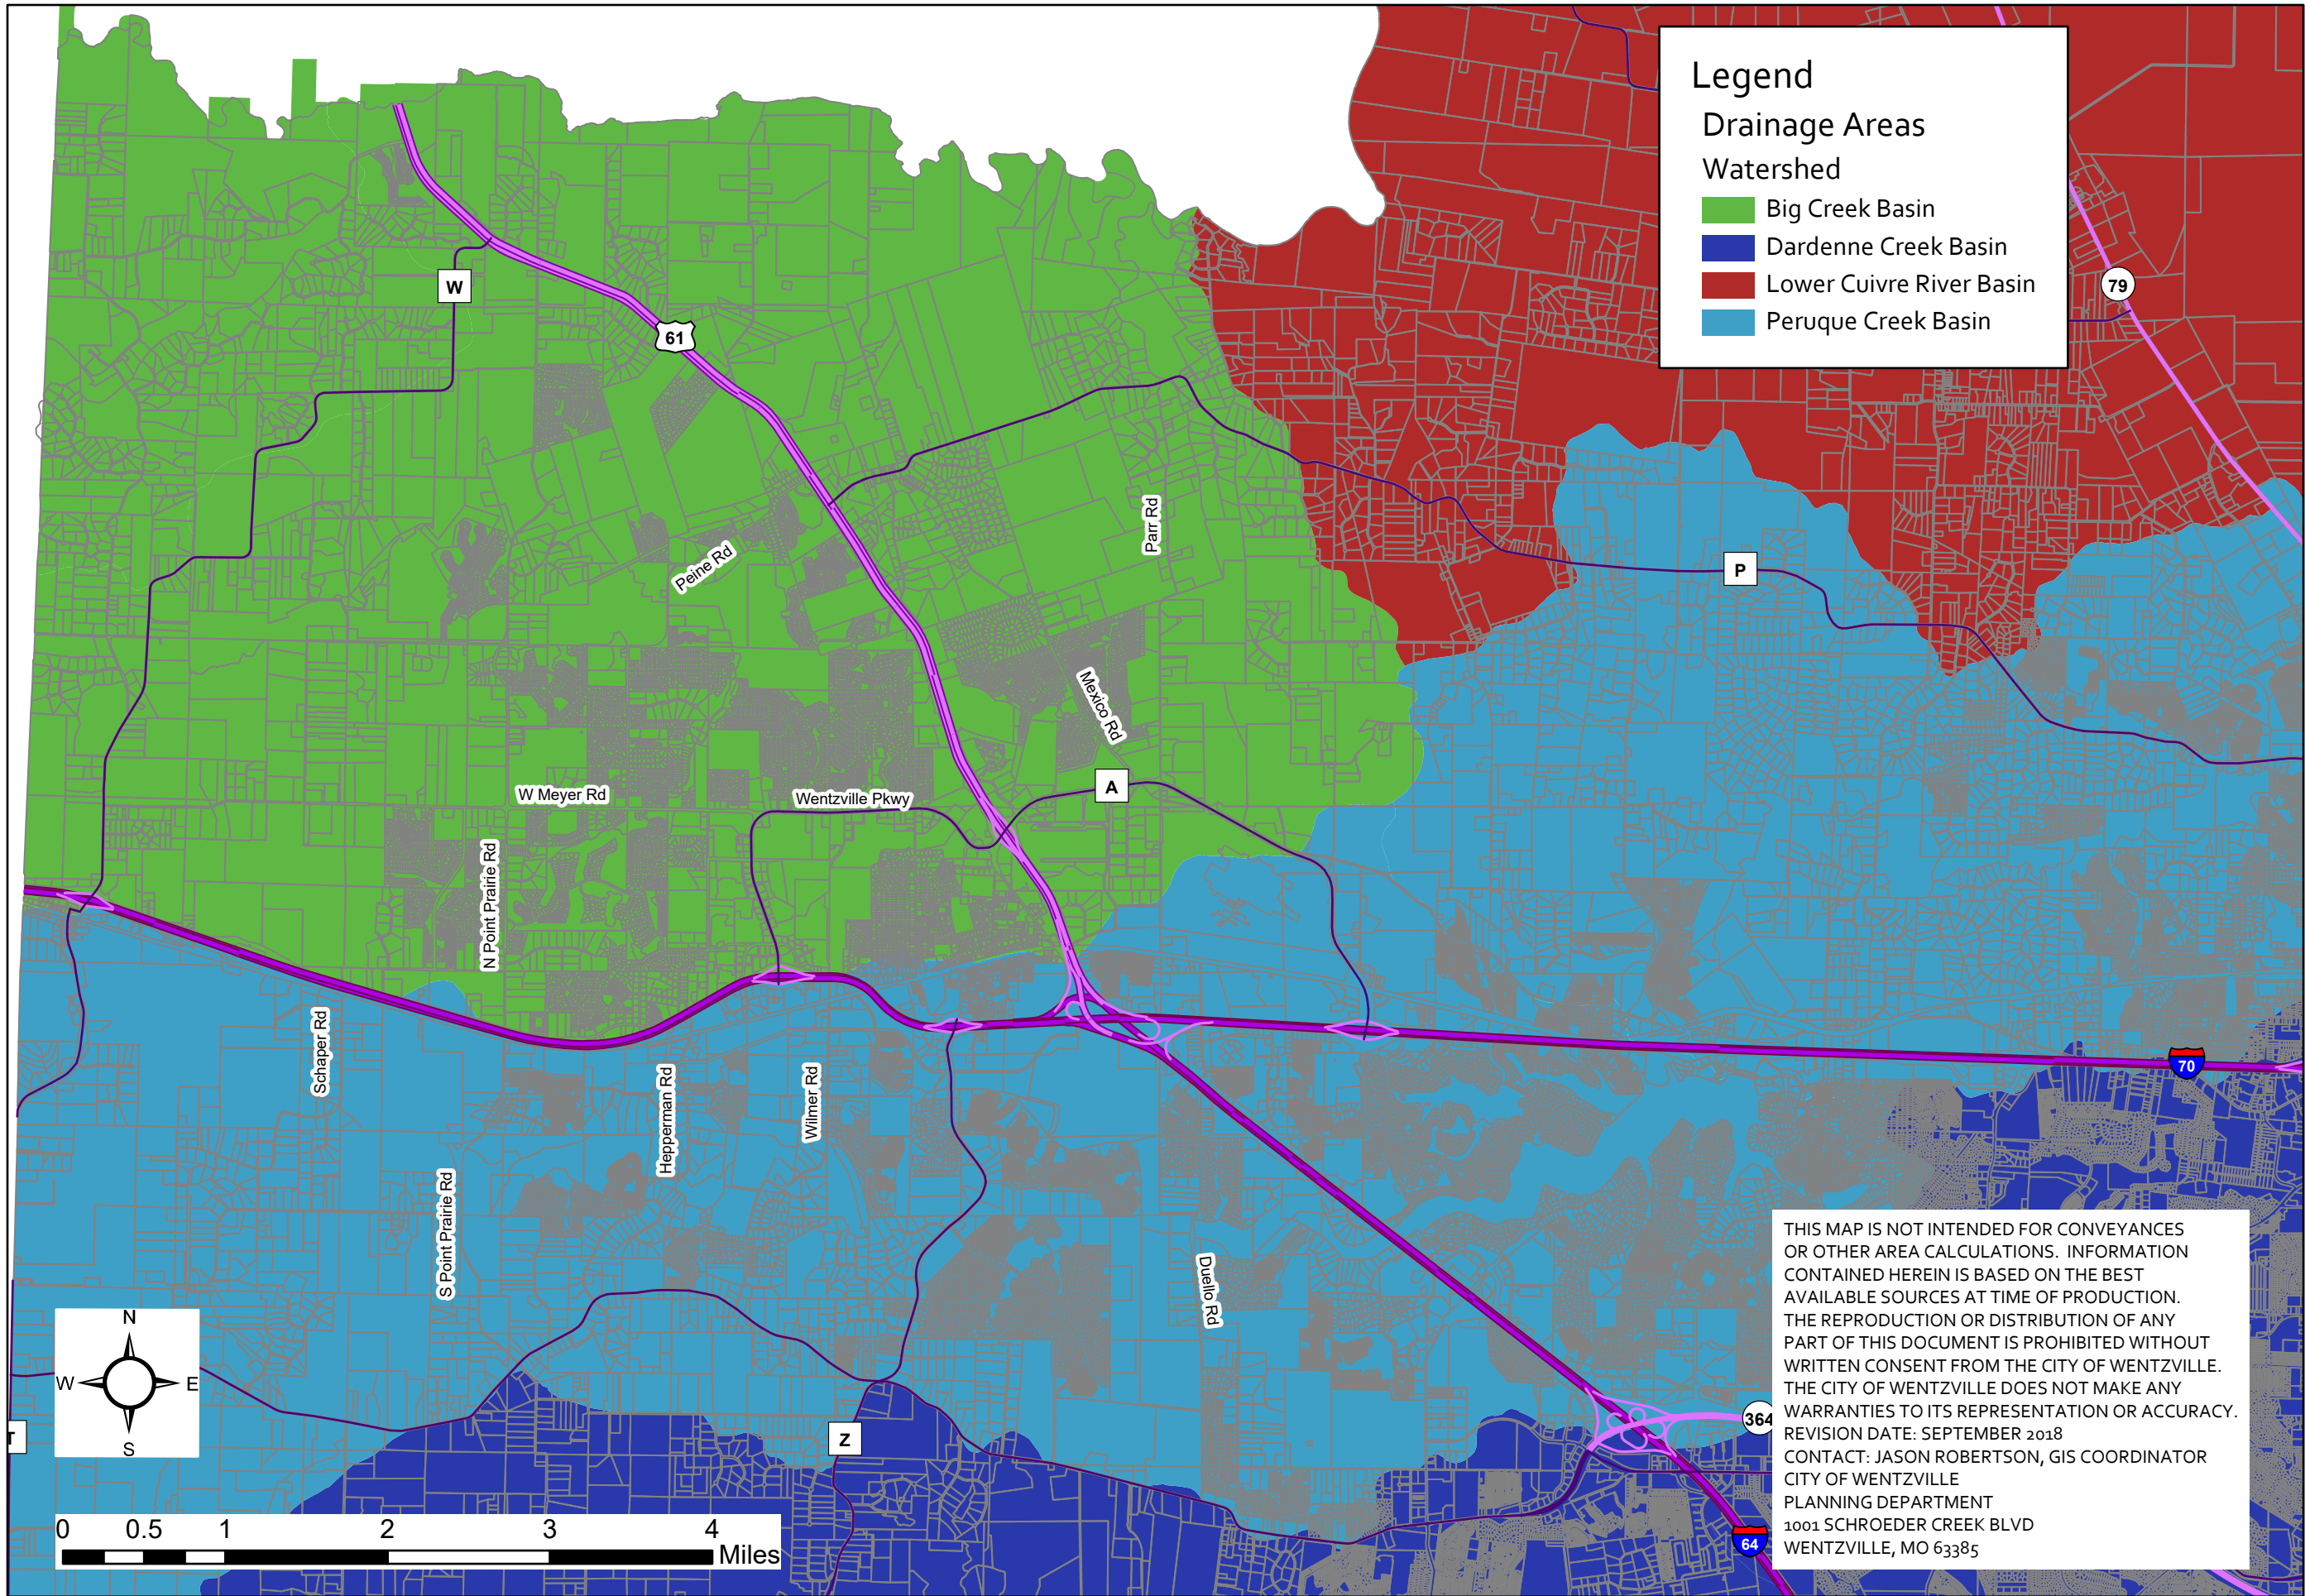 Legend
Drainage Areas
Watershed
Big Creek Basin
Dardenne Creek Basin
Lower Cuivre River Basin
Peruque Creek Basin
W
61
79
Parr Rd
Peine Rd
P
Mexico Rd
A
W Meyer Rd
Wentzville Pkwy
N Point Prairie Rd
Schaper Rd
Hepperman Rd
Wilmer Rd
70
S Point Prairie Rd
Duello Rd
N
W
E
S
T
Z
364
64
0 0.5 1 2 3 4
Miles
THIS MAP IS NOT INTENDED FOR CONVEYANCES
OR OTHER AREA CALCULATIONS. INFORMATION
CONTAINED HEREIN IS BASED ON THE BEST
AVAILABLE SOURCES AT TIME OF PRODUCTION.
THE REPRODUCTION OR DISTRIBUTION OF ANY
PART OF THIS DOCUMENT IS PROHIBITED WITHOUT
WRITTEN CONSENT FROM THE CITY OF WENTZVILLE.
THE CITY OF WENTZVILLE DOES NOT MAKE ANY
WARRANTIES TO ITS REPRESENTATION OR ACCURACY.
REVISION DATE: SEPTEMBER 2018
CONTACT: JASON ROBERTSON, GIS COORDINATOR
CITY OF WENTZVILLE
PLANNING DEPARTMENT
1001 SCHROEDER CREEK BLVD
WENTZVILLE, MO 63385